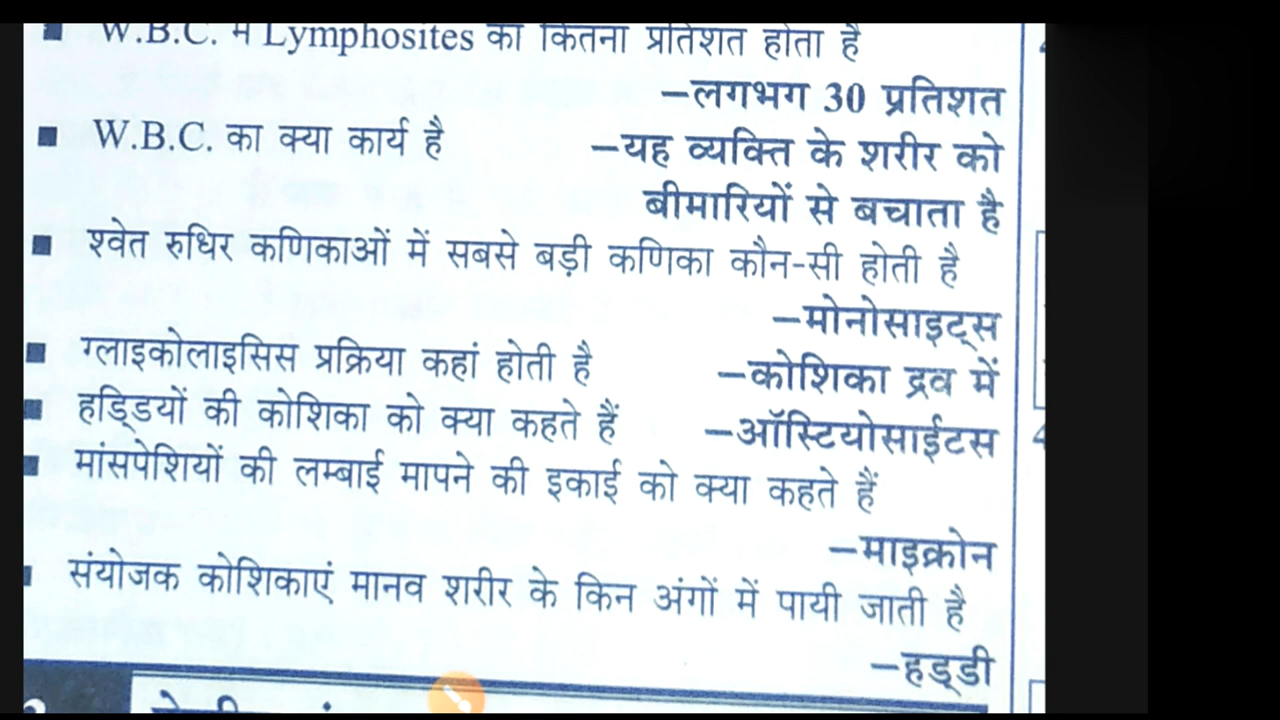 ■ W.B.C. में Lymphosites का कितना प्रतिशत होता है
–लगभग 30 प्रतिशत
■ W.B.C. का क्या कार्य है –यह व्यक्ति के शरीर को
बीमारियों से बचाता है
■ श्वेत रुधिर कणिकाओं में सबसे बड़ी कणिका कौन-सी होती है
–मोनोसाइट्स
■ ग्लाइकोलाइसिस प्रक्रिया कहां होती है –कोशिका द्रव में
■ हड्डियों की कोशिका को क्या कहते हैं –ऑस्टियोसाईटस
■ मांसपेशियों की लम्बाई मापने की इकाई को क्या कहते हैं
–माइक्रोन
■ संयोजक कोशिकाएं मानव शरीर के किन अंगों में पायी जाती है
–हड्डी